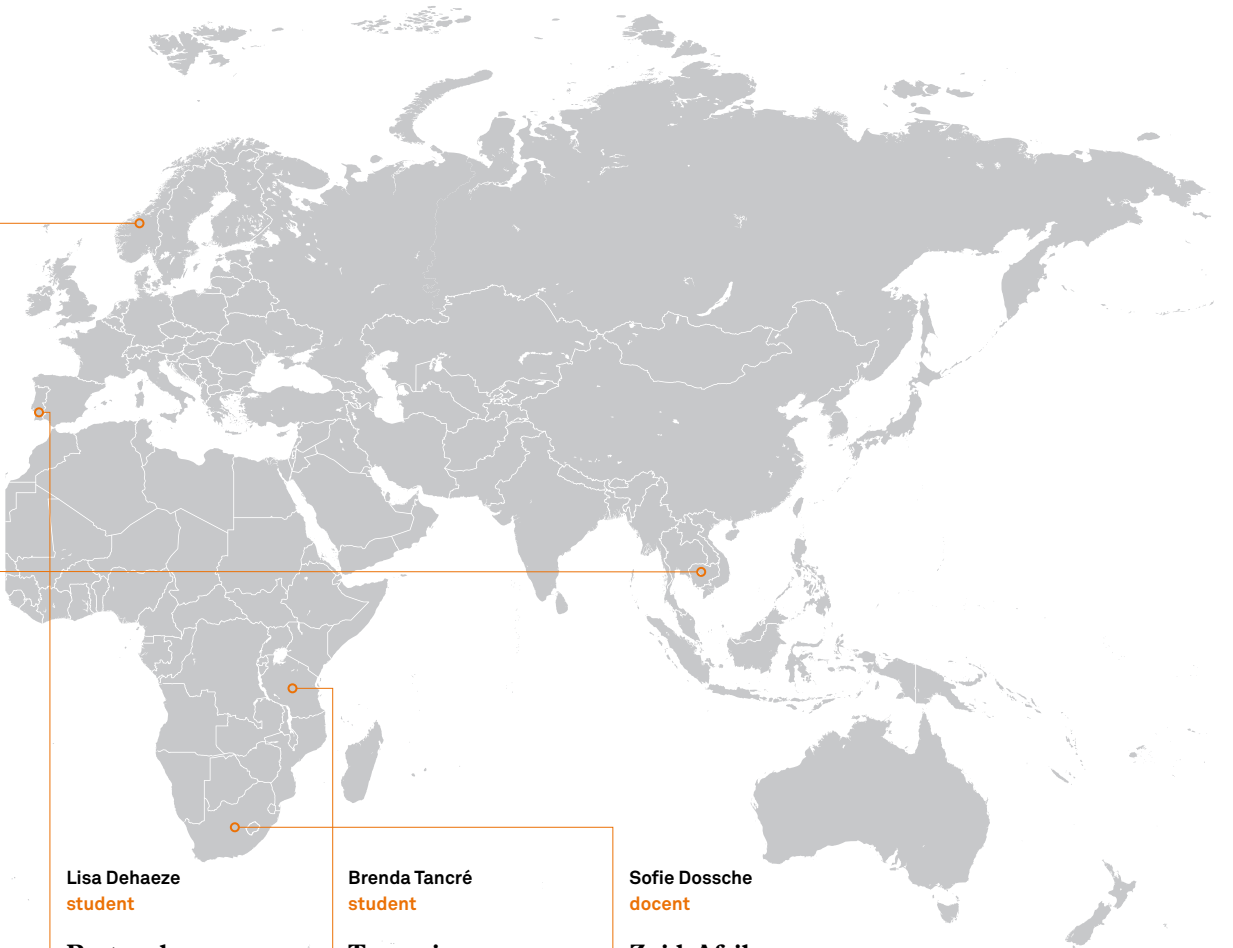 Lisa Dehaeze
student
Brenda Tancré
student
Sofie Dossche
docent